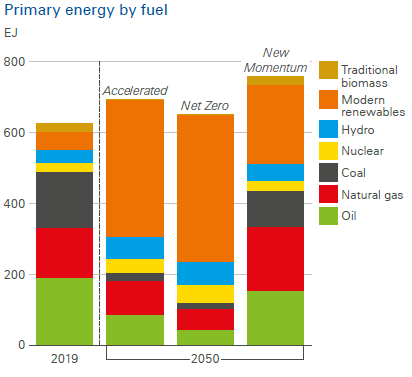 Primary energy by fuel
EJ
800
600
400
200
0
Accelerated
Net Zero
New
Momentum
Traditional
biomass
Modern
renewables
Hydro
Nuclear
Coal
Natural gas
Oil
2019
2050